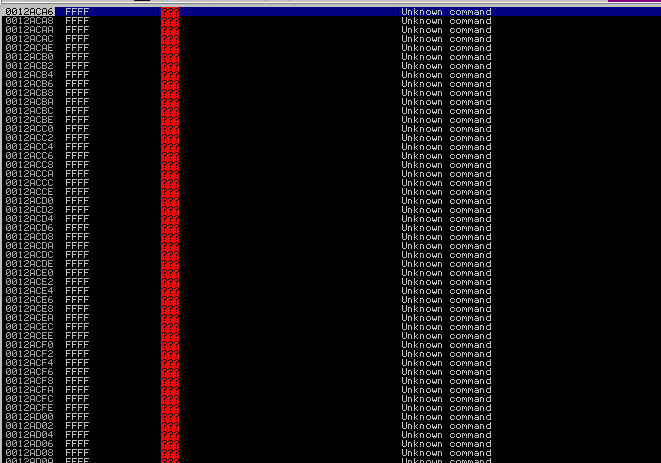 0012ACA6 FFFF ??? Unknown command
0012ACA8 FFFF ??? Unknown command
0012ACAA FFFF ??? Unknown command
0012ACAC FFFF ??? Unknown command
0012ACAE FFFF ??? Unknown command
0012ACB0 FFFF ??? Unknown command
0012ACB2 FFFF ??? Unknown command
0012ACB4 FFFF ??? Unknown command
0012ACB6 FFFF ??? Unknown command
0012ACB8 FFFF ??? Unknown command
0012ACBA FFFF ??? Unknown command
0012ACBC FFFF ??? Unknown command
0012ACBE FFFF ??? Unknown command
0012ACC0 FFFF ??? Unknown command
0012ACC2 FFFF ??? Unknown command
0012ACC4 FFFF ??? Unknown command
0012ACC6 FFFF ??? Unknown command
0012ACC8 FFFF ??? Unknown command
0012ACCA FFFF ??? Unknown command
0012ACCC FFFF ??? Unknown command
0012ACCE FFFF ??? Unknown command
0012ACD0 FFFF ??? Unknown command
0012ACD2 FFFF ??? Unknown command
0012ACD4 FFFF ??? Unknown command
0012ACD6 FFFF ??? Unknown command
0012ACD8 FFFF ??? Unknown command
0012ACDA FFFF ??? Unknown command
0012ACDC FFFF ??? Unknown command
0012ACDE FFFF ??? Unknown command
0012ACE0 FFFF ??? Unknown command
0012ACE2 FFFF ??? Unknown command
0012ACE4 FFFF ??? Unknown command
0012ACE6 FFFF ??? Unknown command
0012ACE8 FFFF ??? Unknown command
0012ACEA FFFF ??? Unknown command
0012ACEC FFFF ??? Unknown command
0012ACEE FFFF ??? Unknown command
0012ACF0 FFFF ??? Unknown command
0012ACF2 FFFF ??? Unknown command
0012ACF4 FFFF ??? Unknown command
0012ACF6 FFFF ??? Unknown command
0012ACF8 FFFF ??? Unknown command
0012ACFA FFFF ??? Unknown command
0012ACFC FFFF ??? Unknown command
0012ACFE FFFF ??? Unknown command
0012AD00 FFFF ??? Unknown command
0012AD02 FFFF ??? Unknown command
0012AD04 FFFF ??? Unknown command
0012AD06 FFFF ??? Unknown command
0012AD08 FFFF ??? Unknown command
0012AD0A FFFF ??? Unknown command